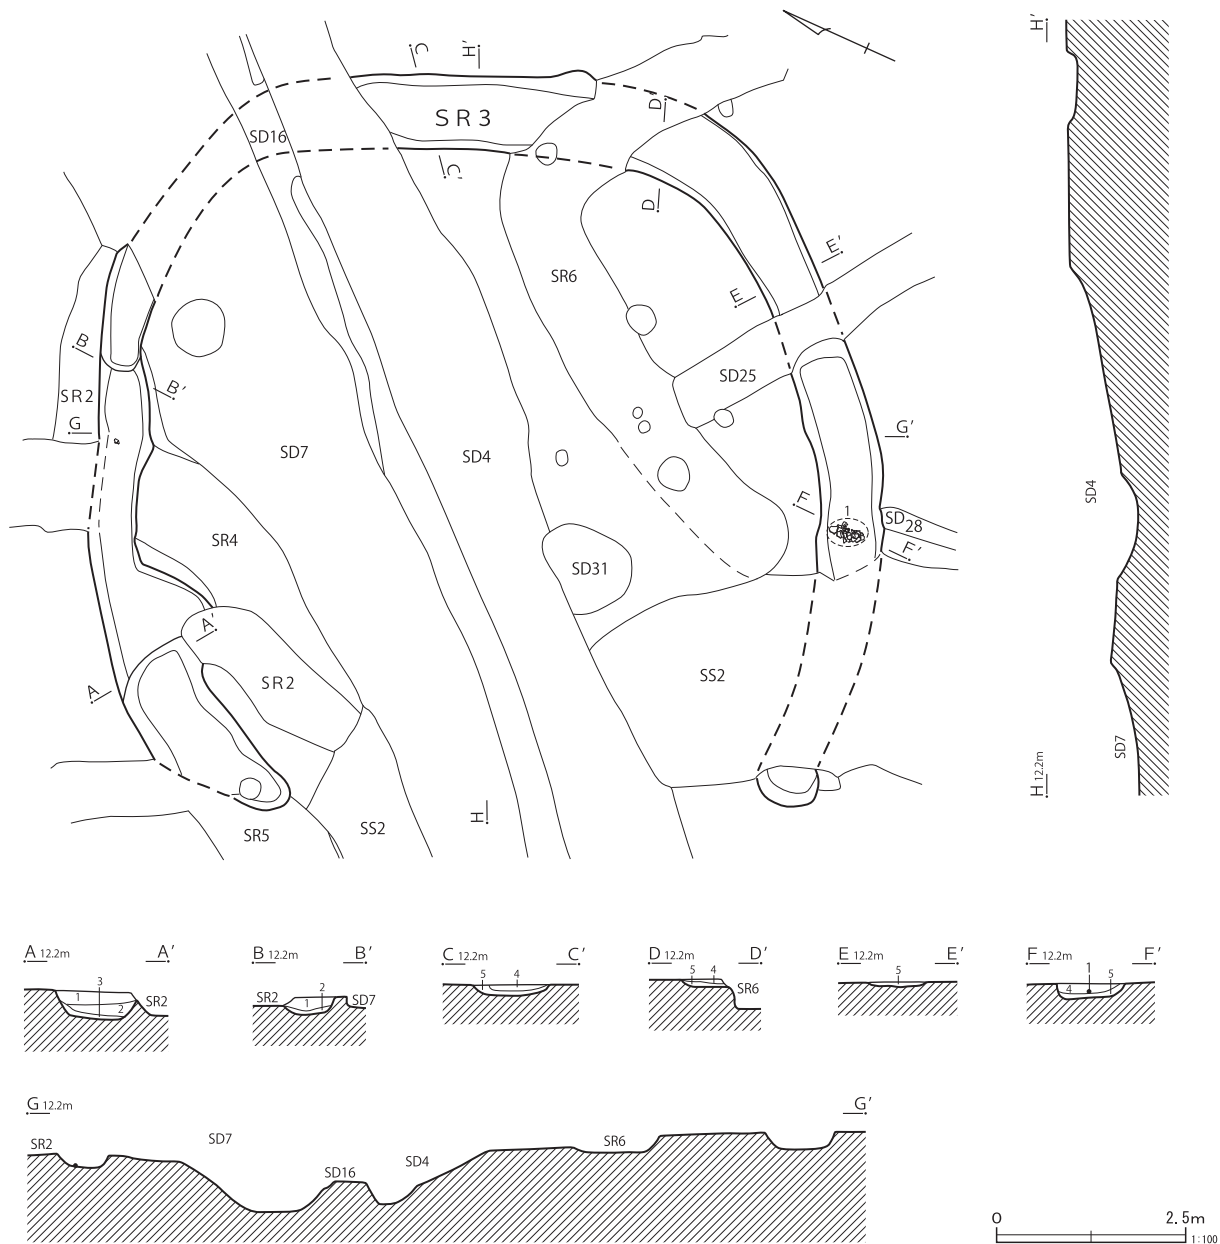 C'
H'
D'
SD16
SR3
C'
D
E'
SR6
E
B
B'
SR2
G
SD25
G'
SD7
SD4
F
1
SD28
F'
SR4
SD31
A'
SR2
SS2
A
H
SR5
SS2
H'
SD4
SD7
H 12.2m
A 12.2m A'
3
1
2
SR2
B 12.2m B'
SR2
2
1
SD7
C 12.2m C'
5 4
D 12.2m D'
5 4
SR6
E 12.2m E'
5
F 12.2m F'
1
5
4
G 12.2m G'
SR2
SD7
SD16
SD4
SR6
0 2.5m
1:100